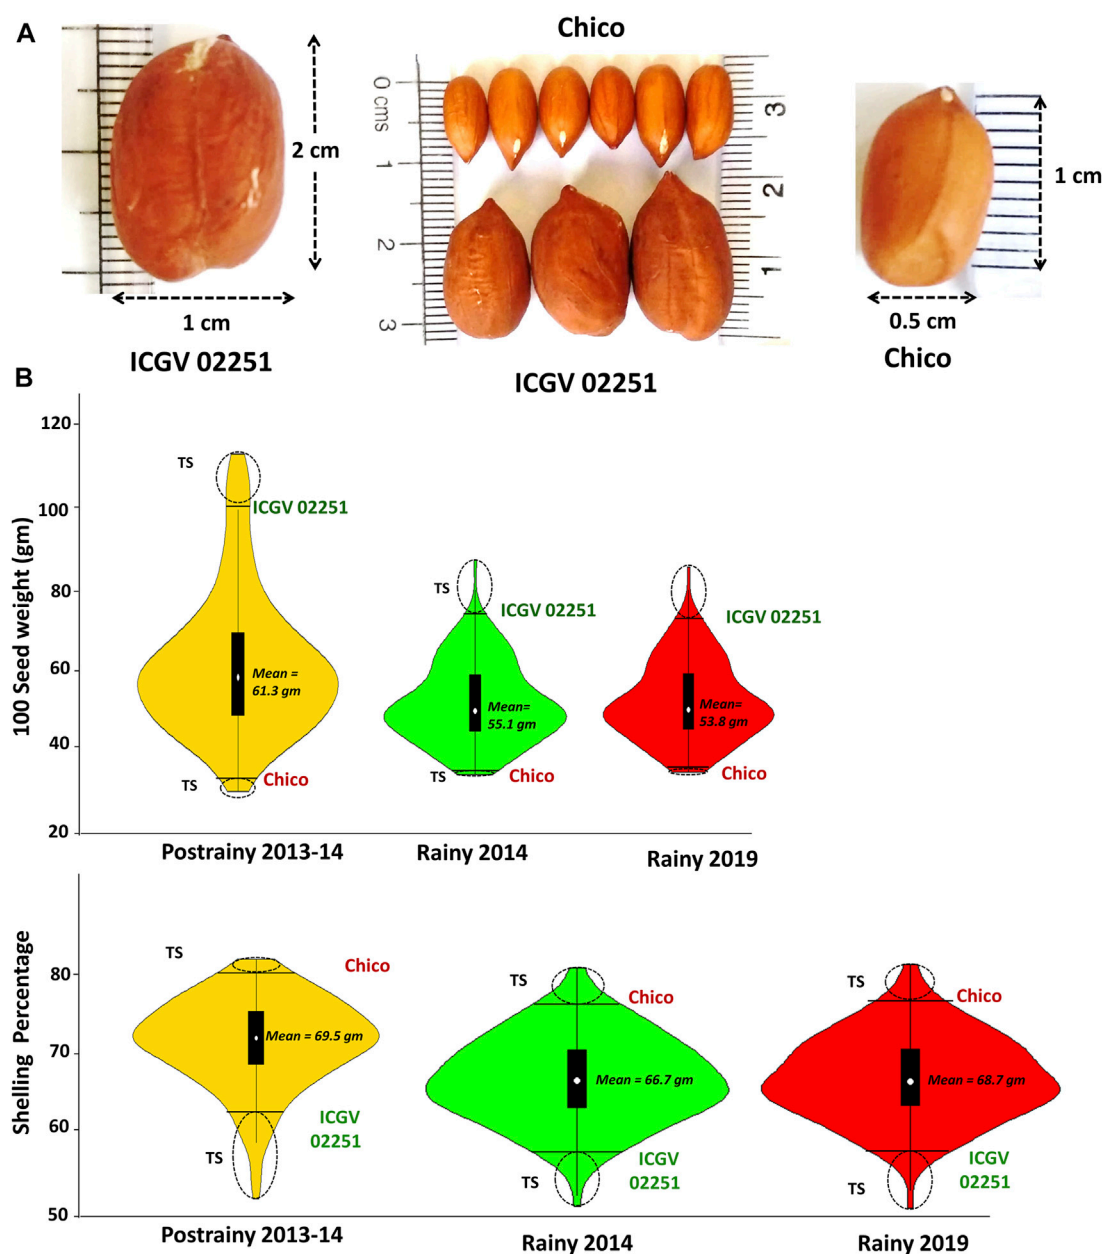 A
Chico
0 cms
1
2
3
3
2
1
2 cm
1 cm
ICGV 02251
ICGV 02251
1 cm
0.5 cm
Chico
B
100 Seed weight (gm)
120
100
80
60
40
20
TS
ICGV 02251
Mean =
61.3 gm
TS
Chico
TS
ICGV 02251
Mean=
55.1 gm
TS
Chico
ICGV 02251
Mean=
53.8 gm
Chico
Postrainy 2013-14
Rainy 2014
Rainy 2019
Shelling Percentage
80
70
60
50
TS
Chico
Mean = 69.5 gm
ICGV
02251
TS
TS
Chico
Mean = 66.7 gm
ICGV
02251
TS
TS
Chico
Mean = 68.7 gm
ICGV
02251
TS
Postrainy 2013-14
Rainy 2014
Rainy 2019